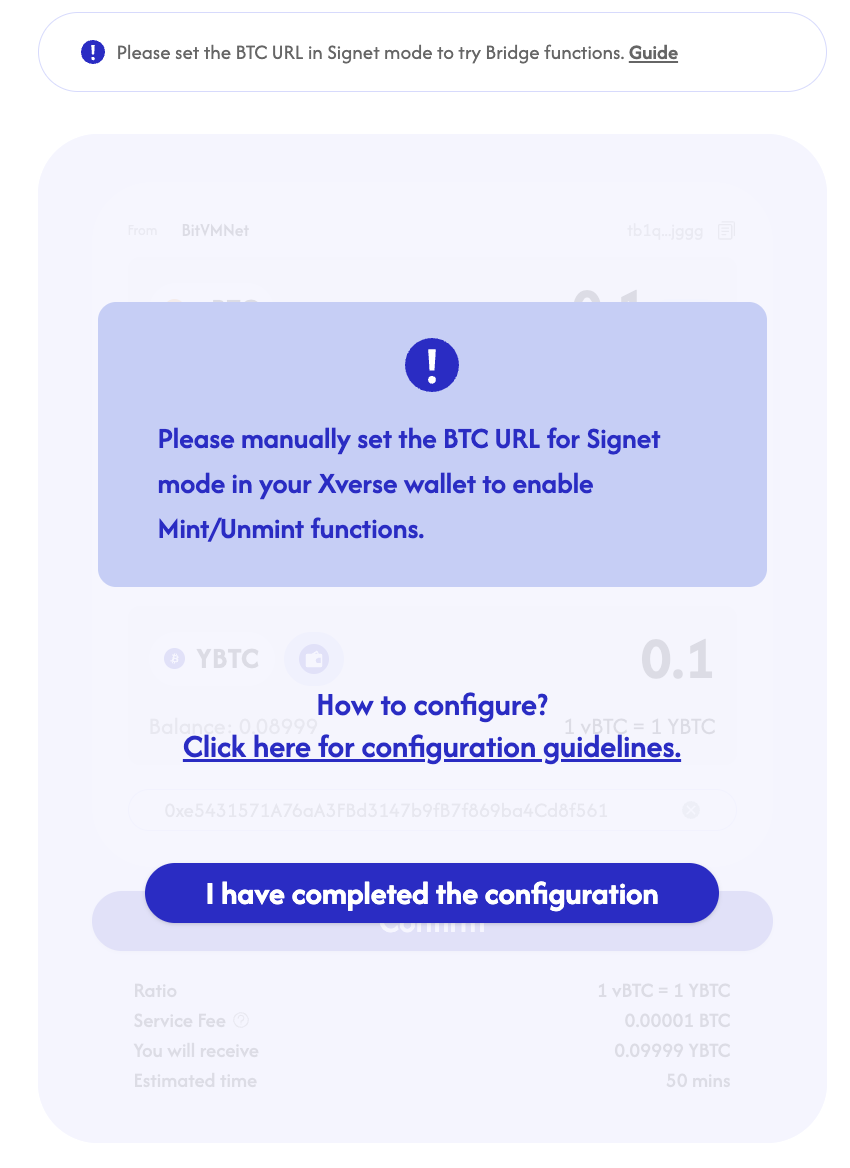 Please set the BTC URL in Signet mode to try Bridge functions. Guide
From BitVMNet tb1q...jggg
0.1
Please manually set the BTC URL for Signet
mode in your Xverse wallet to enable
Mint/Unmint functions.
YBTC 0.1
How to configure?
Balance: 0.08999 1 vBTC = 1 YBTC
Click here for configuration guidelines.
0xe5431571A76aA3FBd3147b9fB7f869ba4Cd8f561
I have completed the configuration
Confirm
Ratio 1 vBTC = 1 YBTC
Service Fee 0.00001 BTC
You will receive 0.09999 YBTC
Estimated time 50 mins